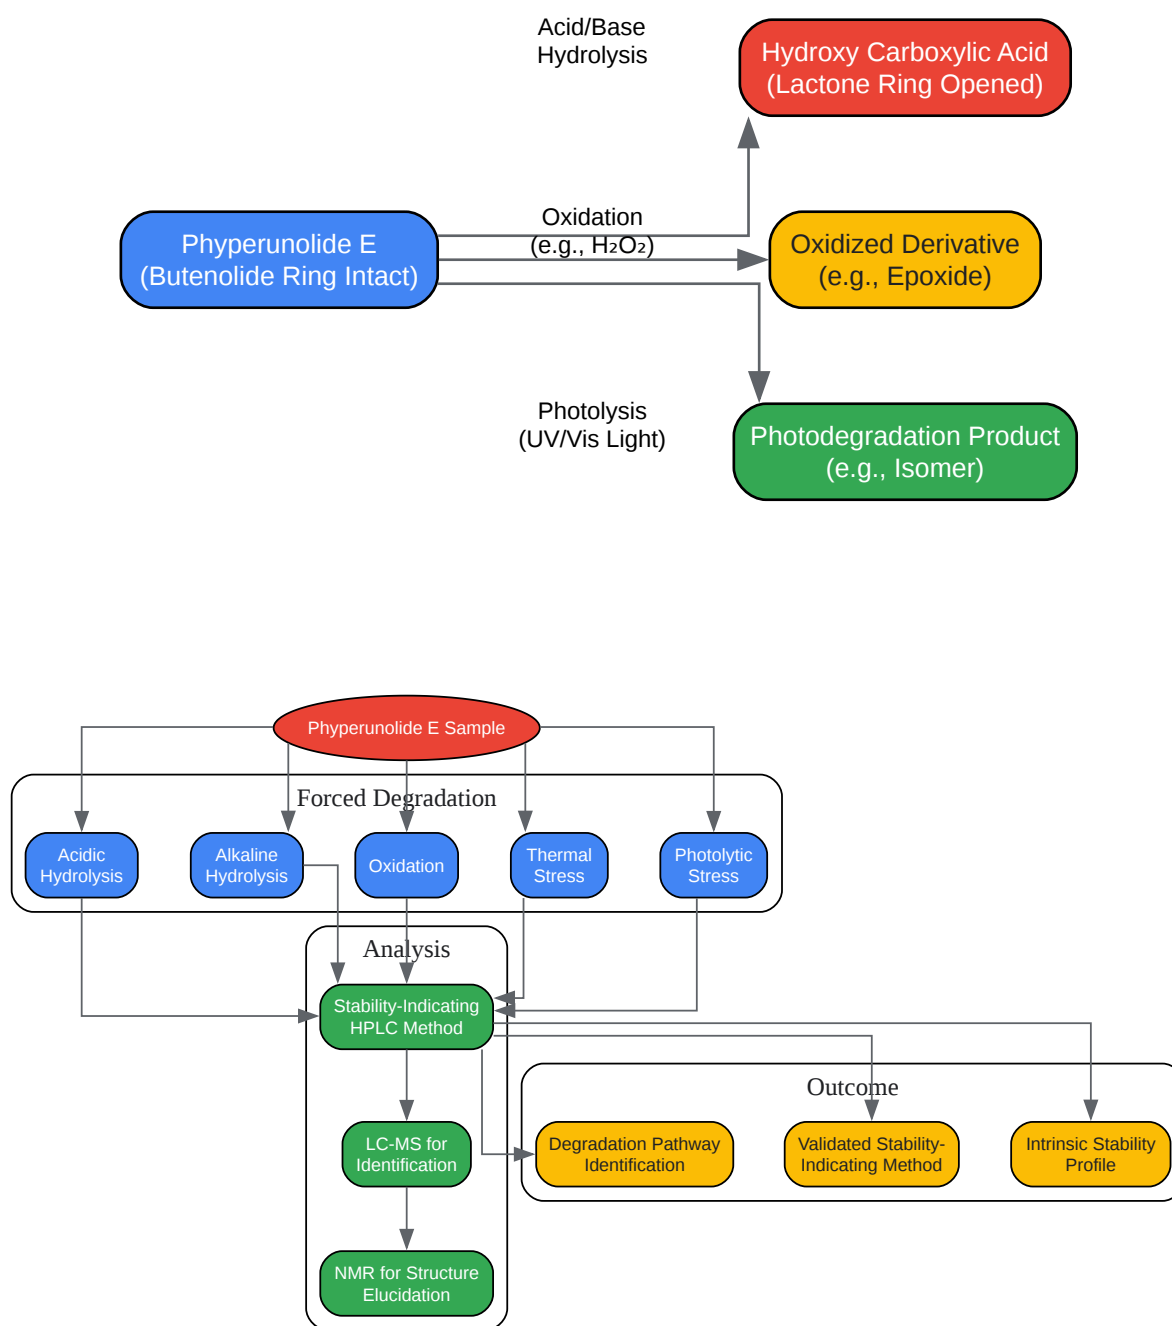 Acid/Base
Hydrolysis
Hydroxy Carboxylic Acid
(Lactone Ring Opened)
Phyperunolide E
(Butenolide Ring Intact)
Oxidation
(e.g., H₂O₂)
Oxidized Derivative
(e.g., Epoxide)
Photolysis
(UV/Vis Light)
Photodegradation Product
(e.g., Isomer)
Phyperunolide E Sample
Forced Degradation
Acidic
Hydrolysis
Alkaline
Hydrolysis
Oxidation
Thermal
Stress
Photolytic
Stress
Analysis
Stability-Indicating
HPLC Method
LC-MS for
Identification
NMR for Structure
Elucidation
Outcome
Degradation Pathway
Identification
Validated Stability-
Indicating Method
Intrinsic Stability
Profile